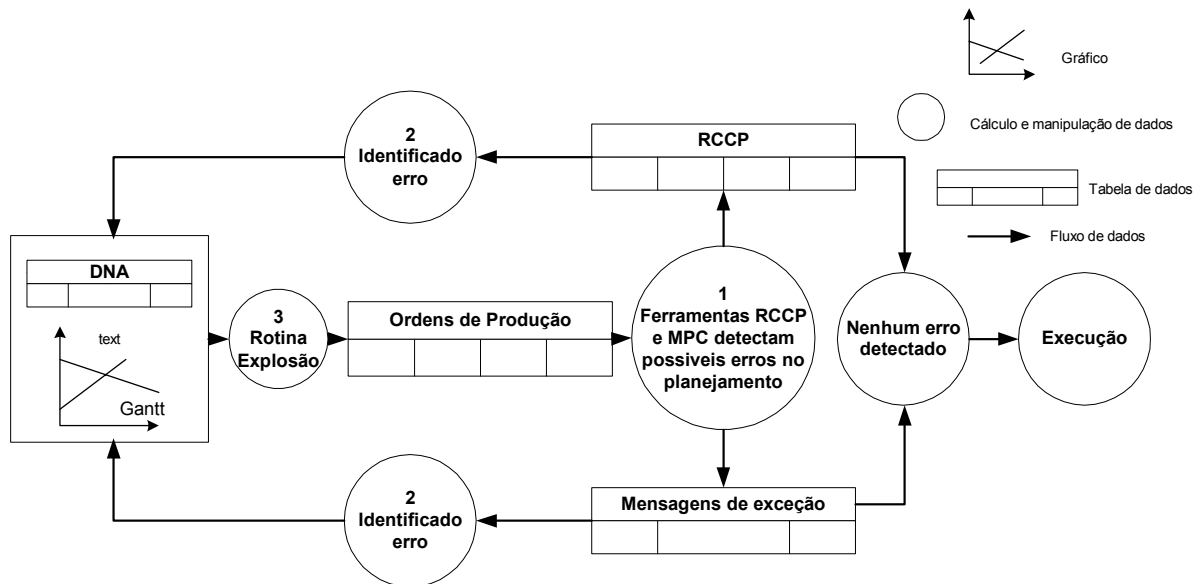 Gráfico
Cálculo e manipulação de dados
Tabela de dados
Fluxo de dados
2
Identificado
erro
RCCP
DNA
text
Gantt
3
Rotina
Explosão
Ordens de Produção
1
Ferramentas RCCP
e MPC detectam
possiveis erros no
planejamento
Nenhum erro
detectado
Execução
2
Identificado
erro
Mensagens de exceção